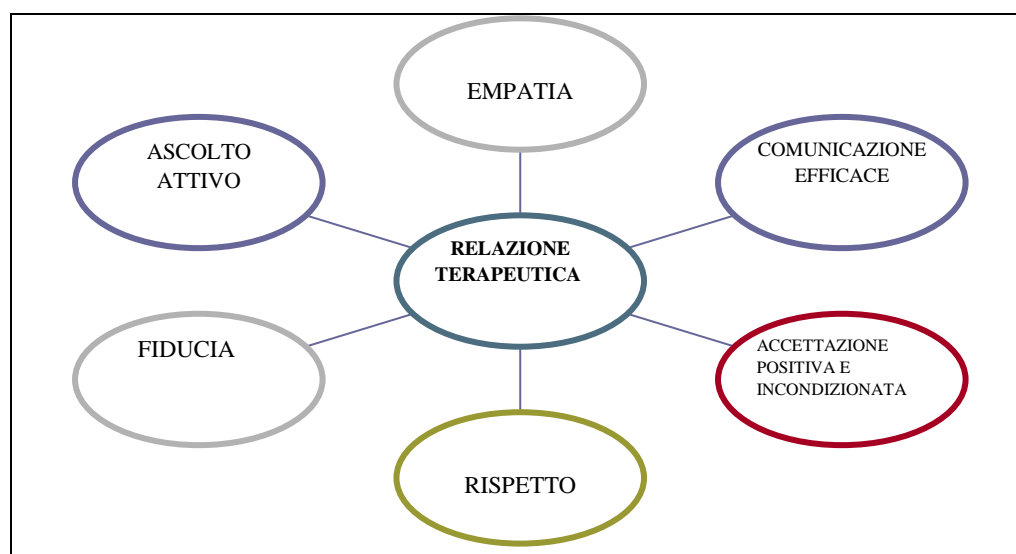 EMPATIA
ASCOLTO
ATTIVO
COMUNICAZIONE
EFFICACE
RELAZIONE
TERAPEUTICA
FIDUCIA
ACCETTAZIONE
POSITIVA E
INCONDIZIONATA
RISPETTO